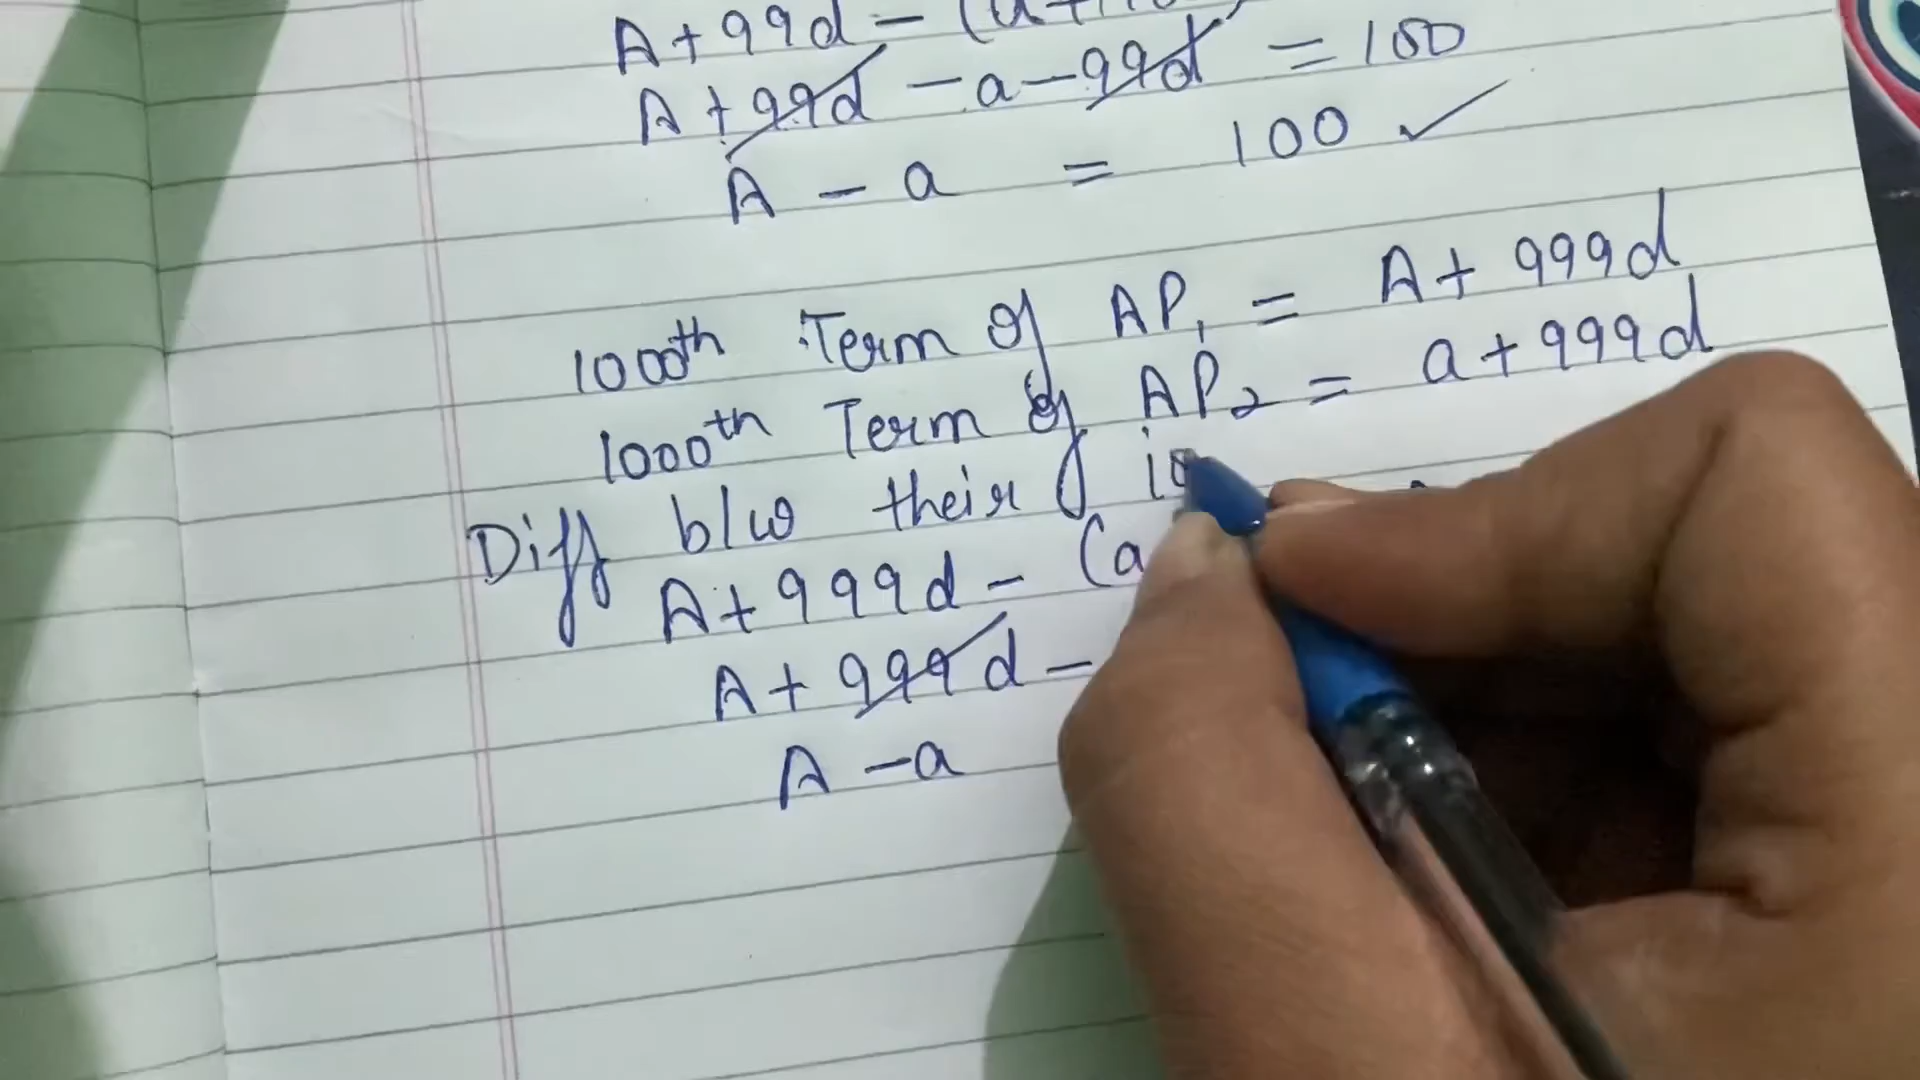 A + 99d - (a +
A + 99d - a - 99d = 100
A - a = 100 ✓
1000th Term of AP1 = A + 999d
1000th Term of AP2 = a + 999d
Diff b/w their 10
A + 999d - (a
A + 999d -
A - a